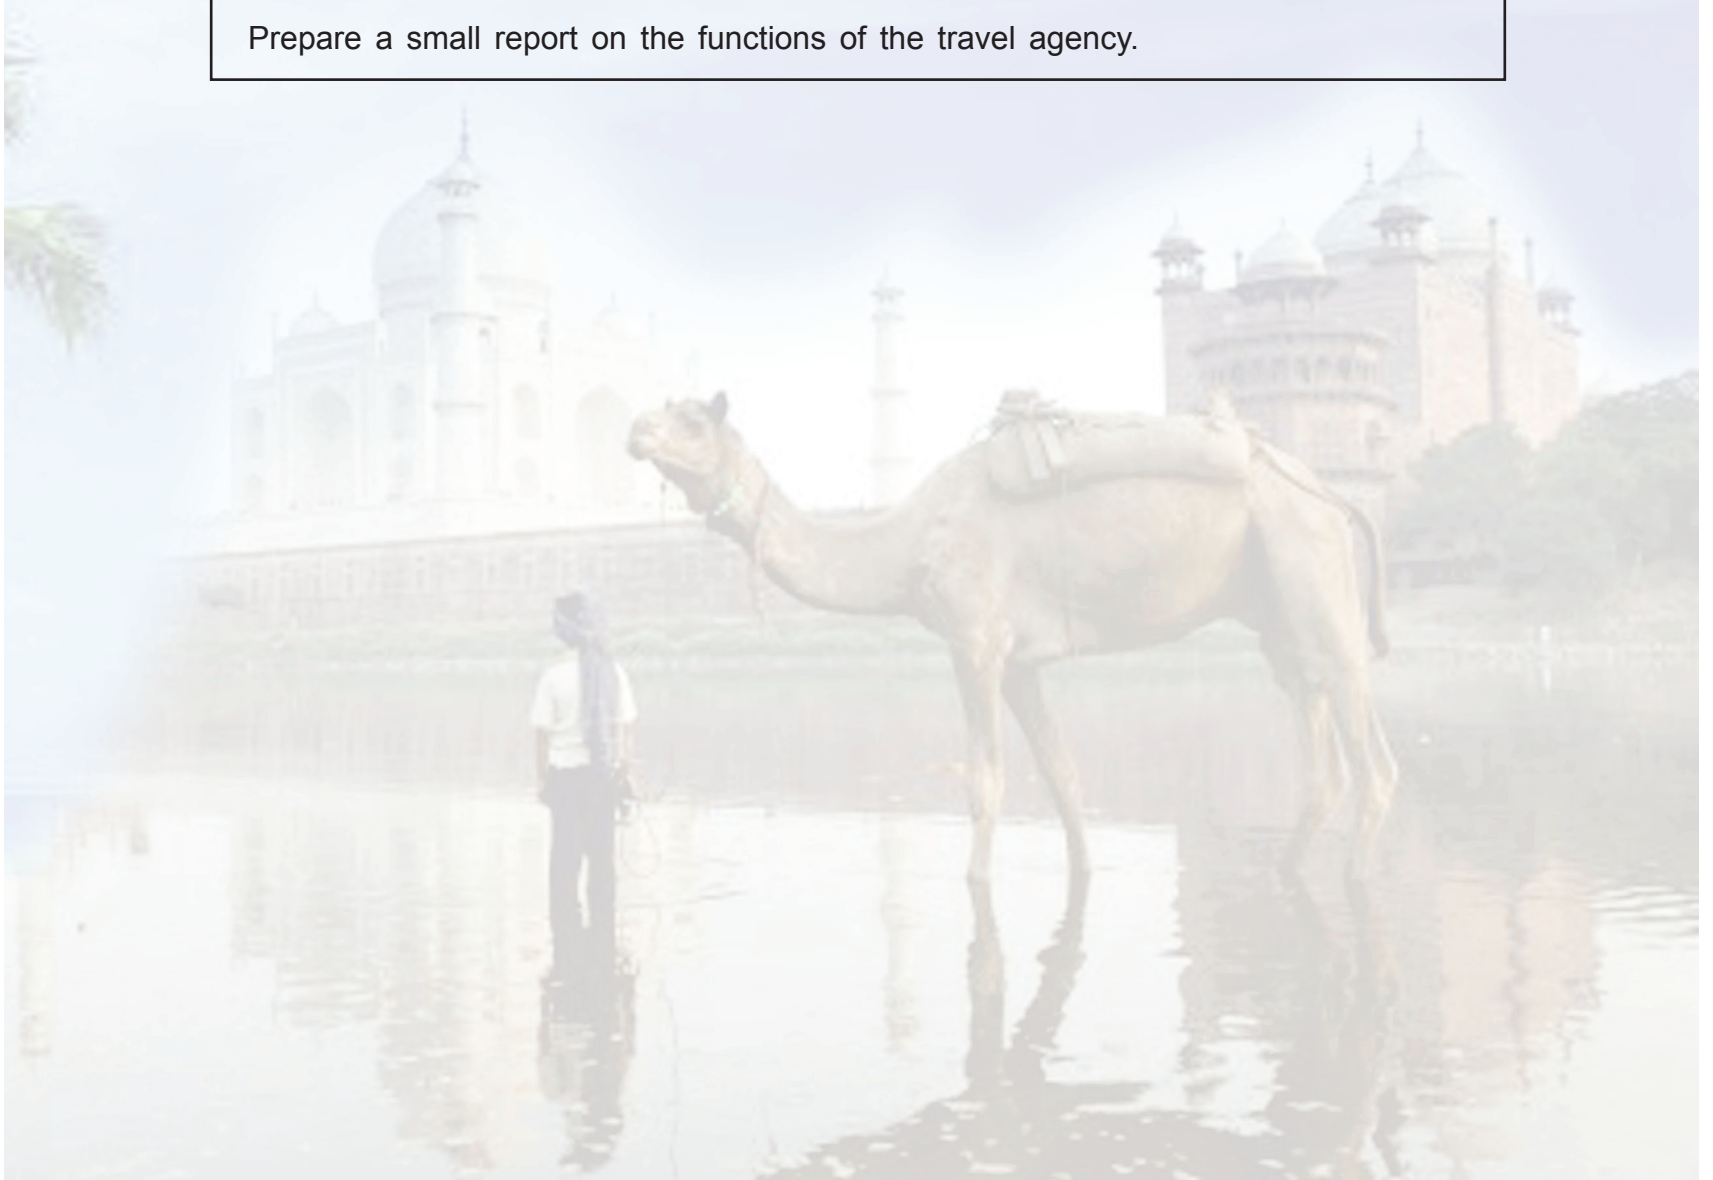 Prepare a small report on the functions of the travel agency.